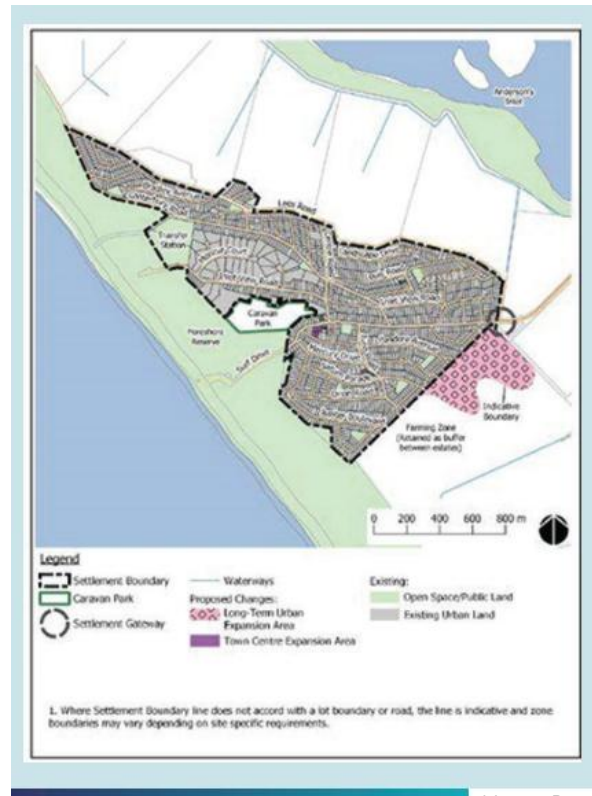 Anderson's
Inlet
Lees Road
Transfer
Station
Caravan
Park
Foreshore
Reserve
Surf Drive
Indicative
Boundary
Farming Zone
(Retained as buffer
between estates)
0 200 400 600 800 m
Legend
Settlement Boundary
Caravan Park
Settlement Gateway
Waterways
Proposed Changes:
Long-Term Urban
Expansion Area
Town Centre Expansion Area
Existing:
Open Space/Public Land
Existing Urban Land
1. Where Settlement Boundary line does not accord with a lot boundary or road, the line is indicative and zone
boundaries may vary depending on site specific requirements.